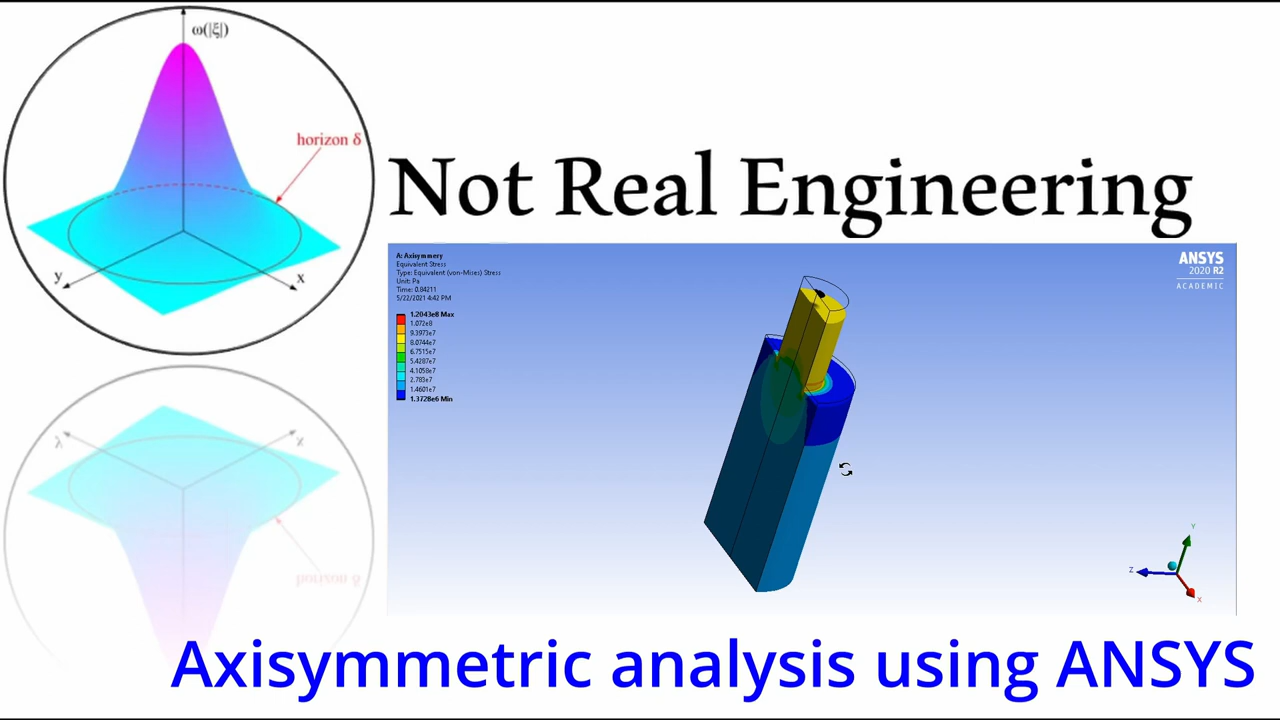 ω(|ξ|)
horizon δ
y
x
Not Real Engineering
A: Axisymmery
Equivalent Stress
Type: Equivalent (von-Mises) Stress
Unit: Pa
Time: 0.84211
5/22/2021 4:42 PM
1.2043e8 Max
1.072e8
9.3973e7
8.0744e7
6.7515e7
5.4287e7
4.1058e7
2.783e7
1.4601e7
1.3728e6 Min
ANSYS
2020 R2
ACADEMIC
Y
Z
X
Axisymmetric analysis using ANSYS